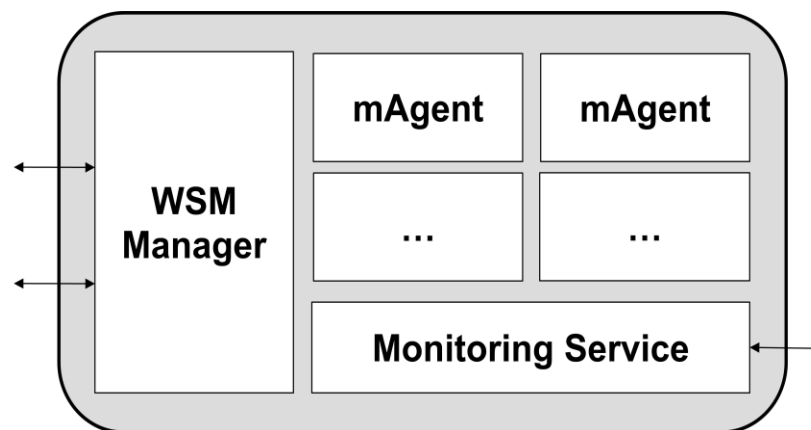 mAgent
mAgent
WSM
Manager
...
...
Monitoring Service